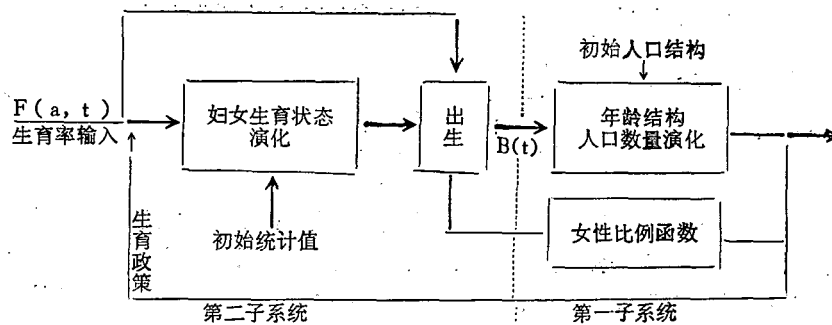 初始人口结构
F(a, t)
生育率输入
妇女生育状态
演化
出生
B(t)
年龄结构
人口数量演化
生育政策
初始统计值
女性比例函数
第二子系统
第一子系统